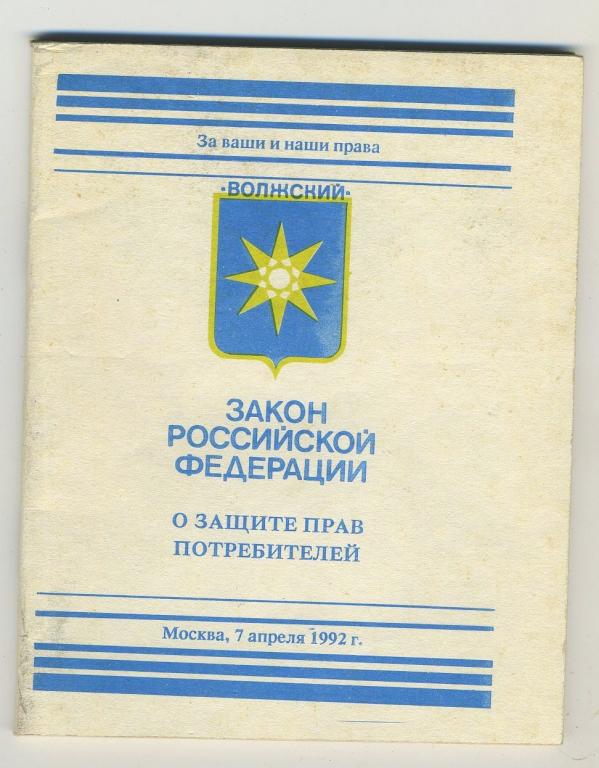 За ваши и наши права
·ВОЛЖСКИЙ·
ЗАКОН
РОССИЙСКОЙ
ФЕДЕРАЦИИ
О ЗАЩИТЕ ПРАВ
ПОТРЕБИТЕЛЕЙ
Москва, 7 апреля 1992 г.